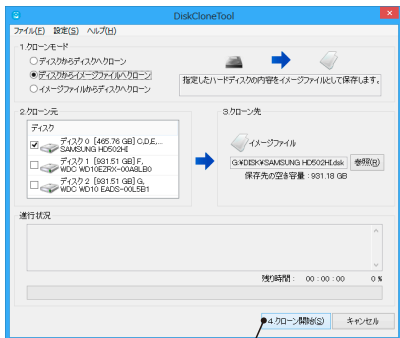 DiskCloneTool
ファイル(F) 設定(S) ヘルプ(H)
1.クローンモード
ディスクからディスクへクローン
ディスクからイメージファイルへクローン
イメージファイルからディスクへクローン
指定したハードディスクの内容をイメージファイルとして保存します。
2.クローン元
ディスク
ディスク 0 [465.76 GB] C,D,E,...
SAMSUNG HD502HI
ディスク 1 [931.51 GB] F,
WDC WD10EZRX-00A8LB0
ディスク 2 [931.51 GB] G,
WDC WD10 EADS-00L5B1
3.クローン先
イメージファイル
G:¥DISK¥SAMSUNG HD502HI.dsk 参照(R)
保存先の空き容量：931.18 GB
進行状況
残り時間： 00：00：00 0 %
4.クローン開始(S) キャンセル